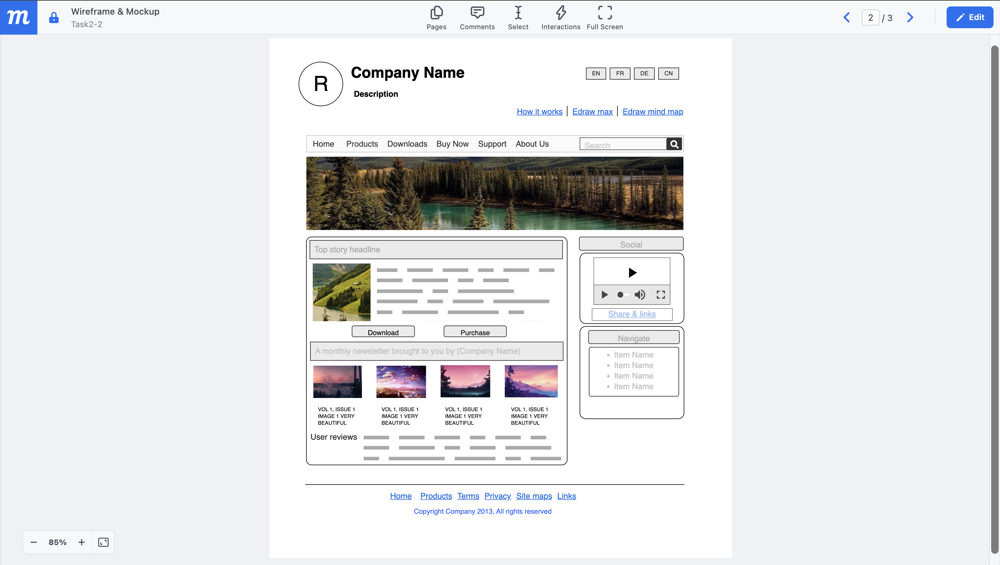 m
Wireframe & Mockup
Task2-2
Pages
Comments
Select
Interactions
Full Screen
2 / 3
Edit
R
Company Name
Description
EN FR DE CN
How it works | Edraw max | Edraw mind map
Home Products Downloads Buy Now Support About Us
Search
Top story headline
Download
Purchase
A monthly newsletter brought to you by (Company Name)
VOL 1, ISSUE 1
IMAGE 1 VERY
BEAUTIFUL
VOL 1, ISSUE 1
IMAGE 1 VERY
BEAUTIFUL
VOL 1, ISSUE 1
IMAGE 1 VERY
BEAUTIFUL
VOL 1, ISSUE 1
IMAGE 1 VERY
BEAUTIFUL
User reviews
Social
Share & links
Navigate
• Item Name
• Item Name
• Item Name
• Item Name
Home Products Terms Privacy Site maps Links
Copyright Company 2013, All rights reserved
85%